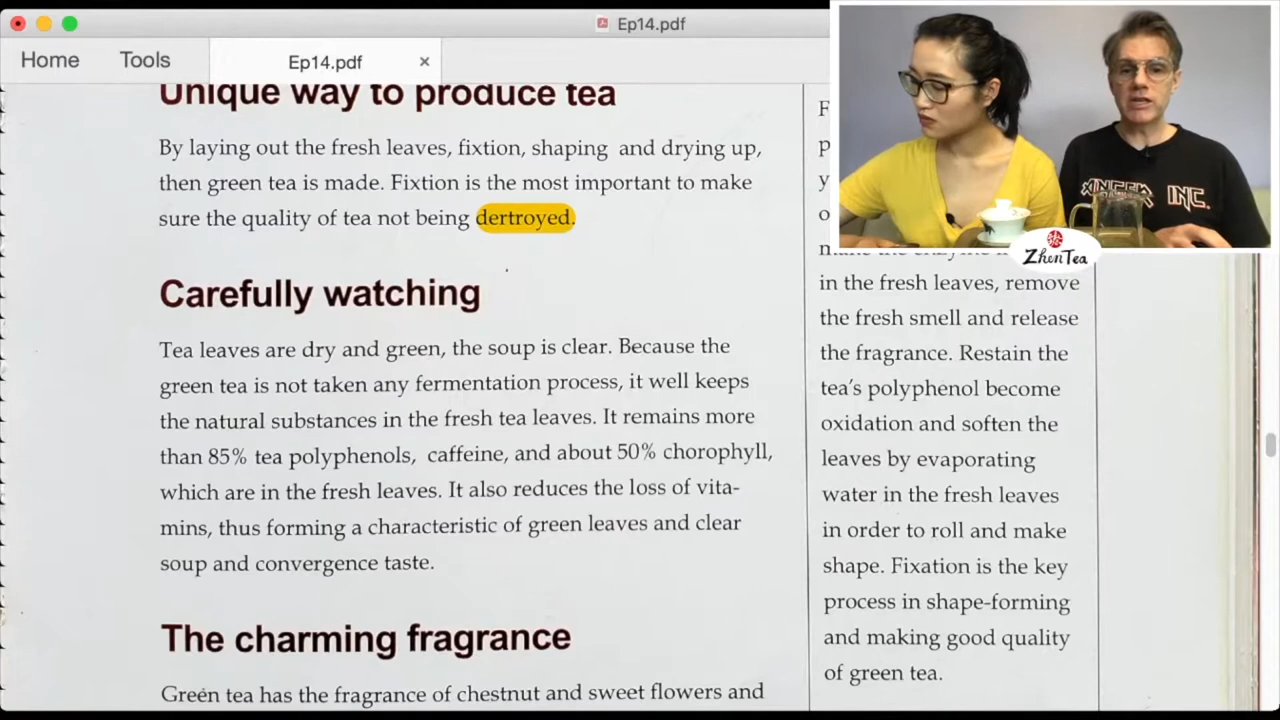 Ep14.pdf
Home Tools Ep14.pdf ×
Unique way to produce tea
By laying out the fresh leaves, fixtion, shaping and drying up,
then green tea is made. Fixtion is the most important to make
sure the quality of tea not being dertroyed.
Carefully watching
Tea leaves are dry and green, the soup is clear. Because the
green tea is not taken any fermentation process, it well keeps
the natural substances in the fresh tea leaves. It remains more
than 85% tea polyphenols, caffeine, and about 50% chorophyll,
which are in the fresh leaves. It also reduces the loss of vita-
mins, thus forming a characteristic of green leaves and clear
soup and convergence taste.
The charming fragrance
Green tea has the fragrance of chestnut and sweet flowers and
in the fresh leaves, remove
the fresh smell and release
the fragrance. Restain the
tea's polyphenol become
oxidation and soften the
leaves by evaporating
water in the fresh leaves
in order to roll and make
shape. Fixation is the key
process in shape-forming
and making good quality
of green tea.
INC.
ZhenTea